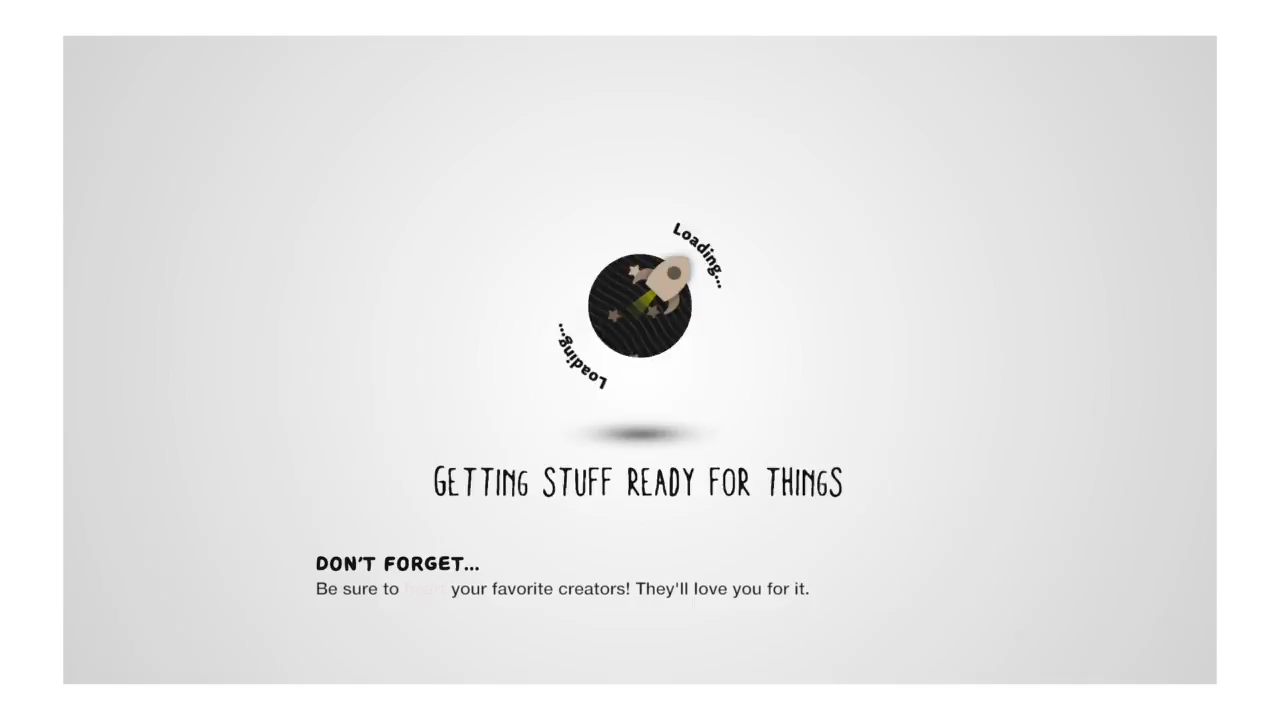 Loading...
Loading...
GETTING STUFF READY FOR THINGS
DON'T FORGET...
Be sure to heart your favorite creators! They'll love you for it.